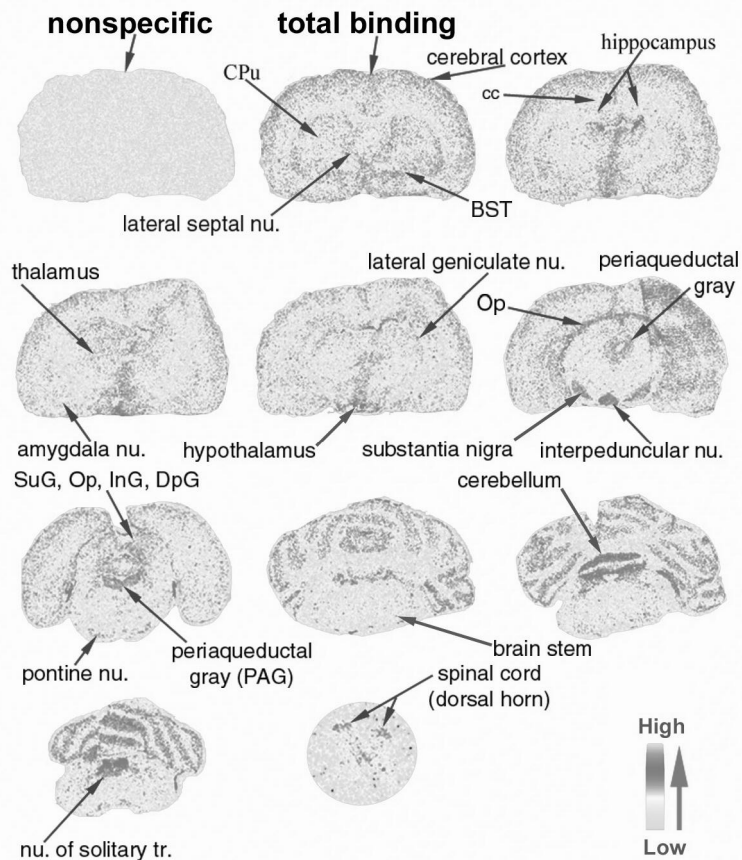 nonspecific
total binding
cerebral cortex
hippocampus
CPu
cc
lateral septal nu.
BST
thalamus
lateral geniculate nu.
periaqueductal
gray
Op
amygdala nu.
hypothalamus
substantia nigra
interpeduncular nu.
SuG, Op, InG, DpG
cerebellum
pontine nu.
periaqueductal
gray (PAG)
brain stem
spinal cord
(dorsal horn)
nu. of solitary tr.
High
Low